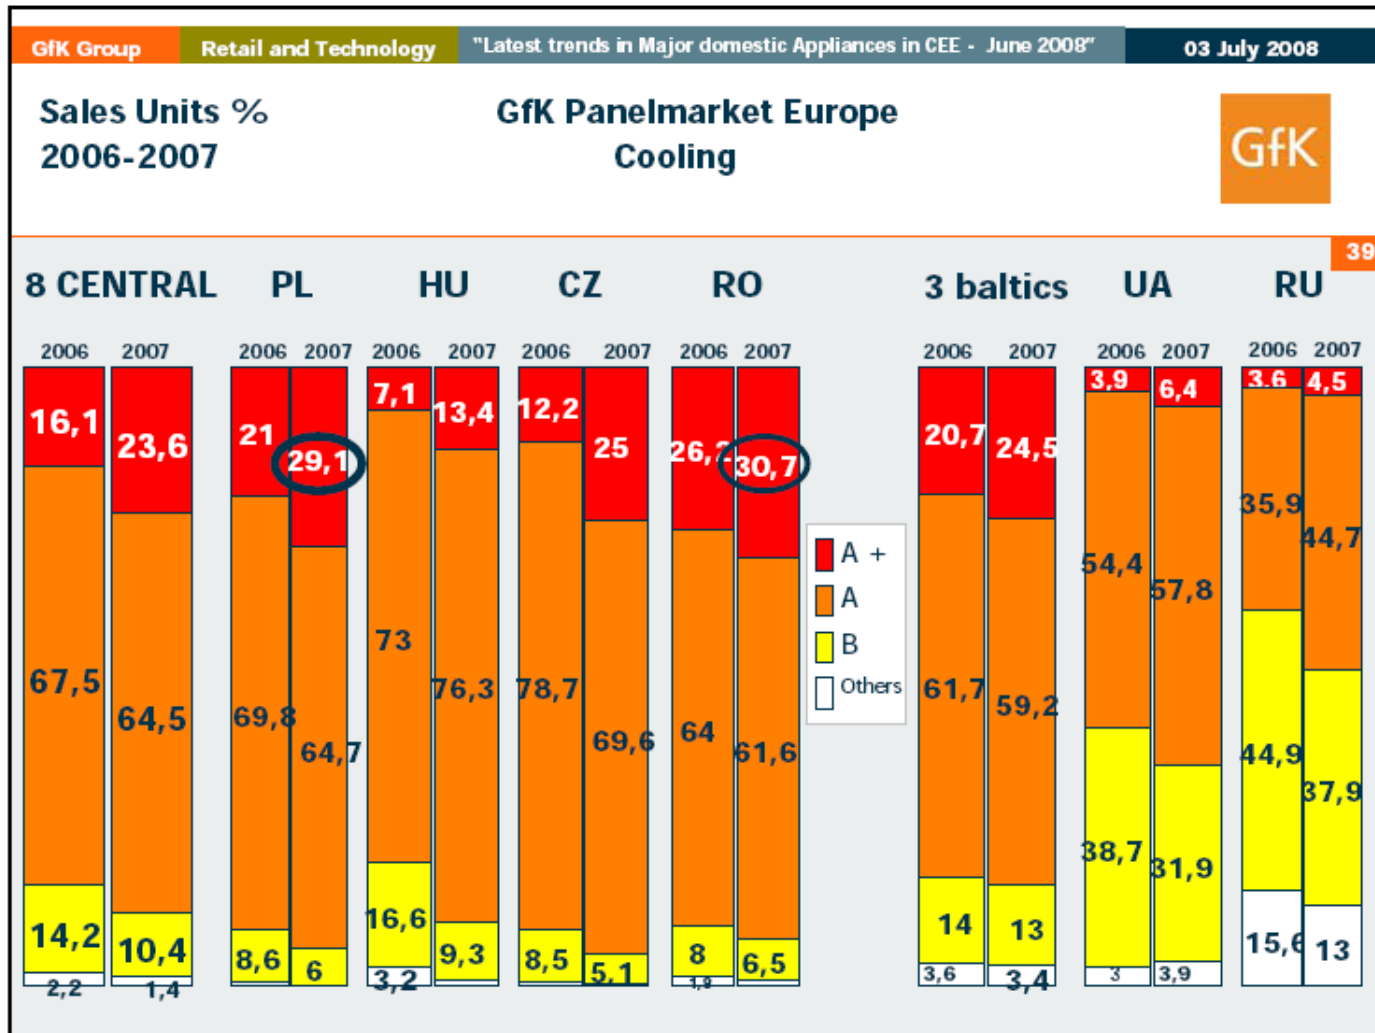 GfK Group Retail and Technology "Latest trends in Major domestic Appliances in CEE - June 2008" 03 July 2008
Sales Units % GfK Panelmarket Europe
2006-2007 Cooling
GfK
39
8 CENTRAL PL HU CZ RO 3 baltics UA RU
2006 2007 2006 2007 2006 2007 2006 2007 2006 2007 2006 2007 2006 2007 2006 2007
16,1 23,6 21 29,1 7,1 13,4 12,2 25 26,2 30,7 20,7 24,5 3,9 6,4 3,6 4,5
67,5 64,5 69,8 64,7 73 76,3 78,7 69,6 64 61,6 61,7 59,2 54,4 57,8 35,9 44,7
14,2 10,4 8,6 6 16,6 9,3 8,5 5,1 8 6,5 14 13 38,7 31,9 44,9 37,9
2,2 1,4 3,2 1,8 3,6 3,4 3 3,9 15,6 13
A +
A
B
Others